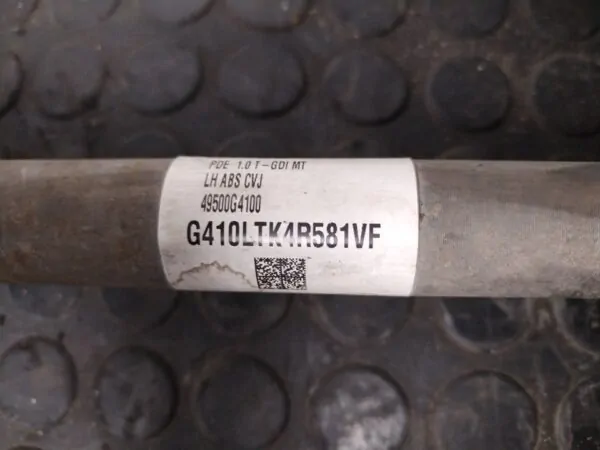 PDE 1.0 T-GDI MT
LH ABS CVJ
49500G4100
G410LTK4R581VF